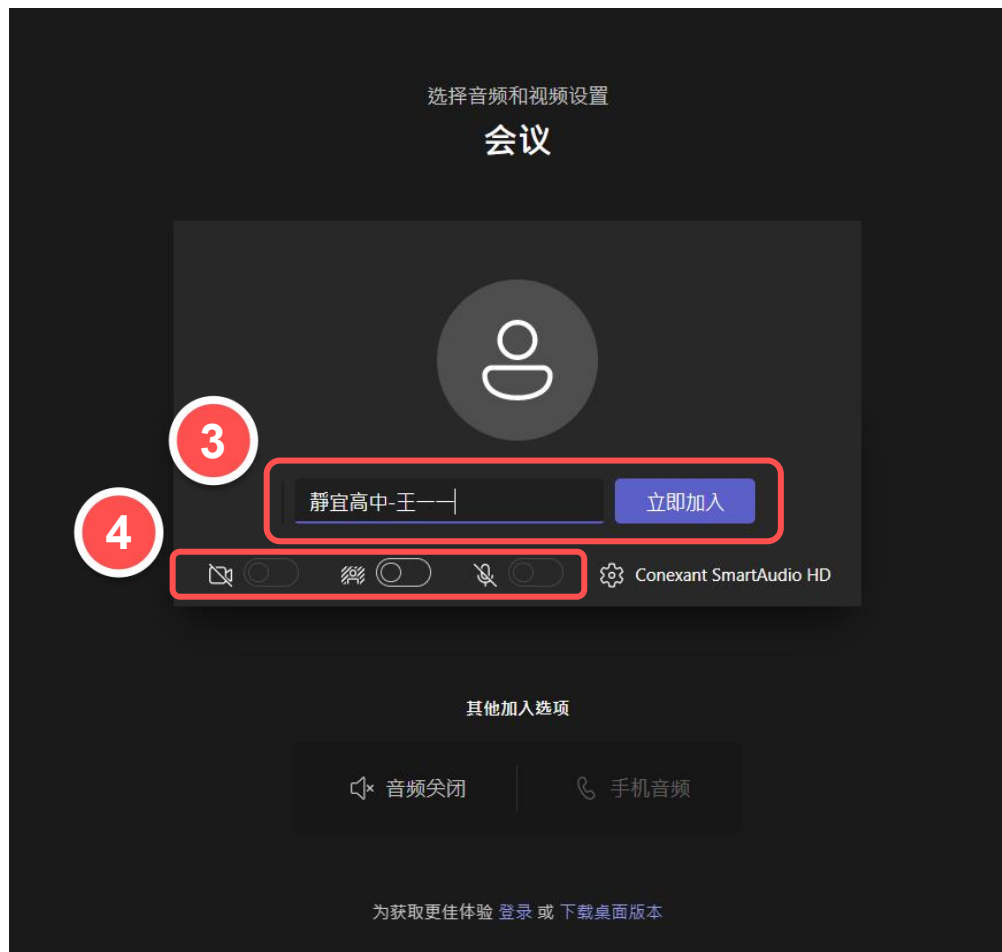 选择音频和视频设置
会议
3
靜宜高中-王一一
立即加入
4
Conexant SmartAudio HD
其他加入选项
音频关闭
手机音频
为获取更佳体验 登录 或 下载桌面版本